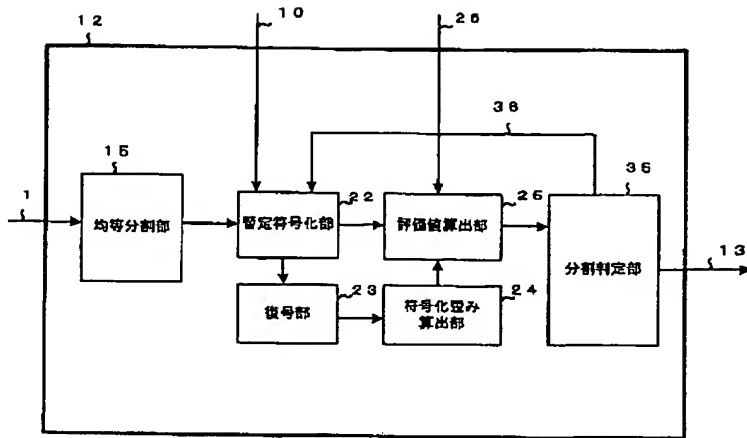 12
10
26
36
15
35
1
均等分割部
暫定符号化部
22
評価値算出部
25
分割判定部
13
復号部
23
符号化歪み
算出部
24